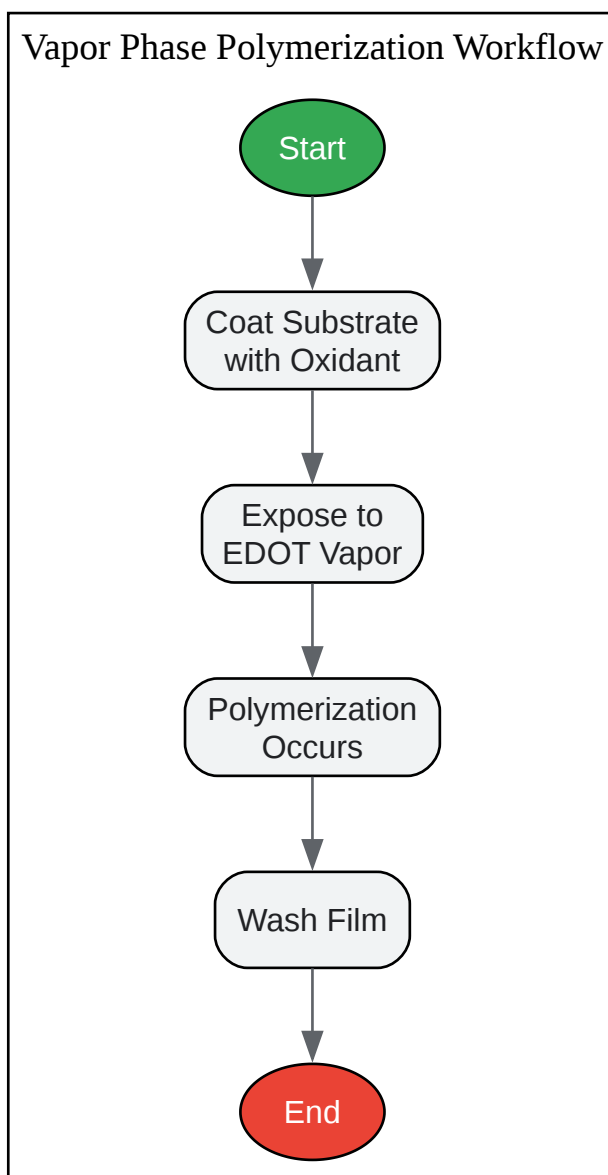 Vapor Phase Polymerization Workflow
Start
Coat Substrate
with Oxidant
Expose to
EDOT Vapor
Polymerization
Occurs
Wash Film
End